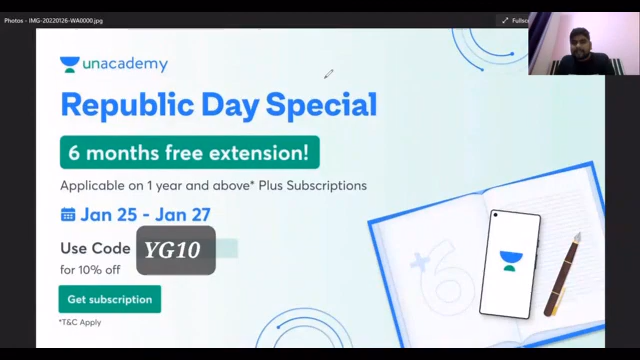 Photos - IMG-20220126-WA0000.jpg
Fullsc
unacademy
Republic Day Special
6 months free extension!
Applicable on 1 year and above* Plus Subscriptions
Jan 25 - Jan 27
Use Code YG10
for 10% off
Get subscription
*T&C Apply
+6